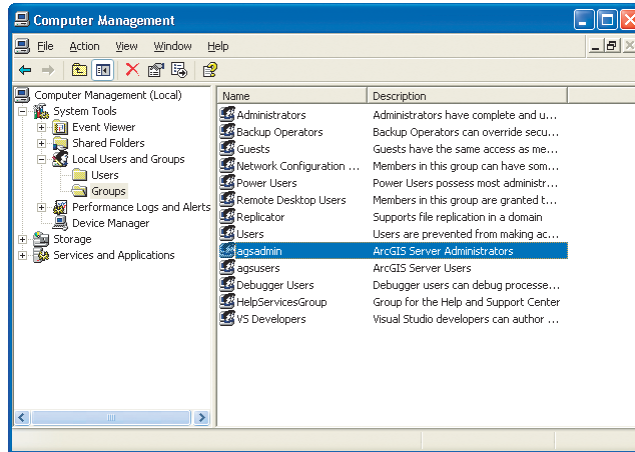 Computer Management
File Action View Window Help
Computer Management (Local)
System Tools
Event Viewer
Shared Folders
Local Users and Groups
Users
Groups
Performance Logs and Alerts
Device Manager
Storage
Services and Applications
Name Description
Administrators Administrators have complete and u...
Backup Operators Backup Operators can override secu...
Guests Guests have the same access as me...
Network Configuration ... Members in this group can have som...
Power Users Power Users possess most administr...
Remote Desktop Users Members in this group are granted t...
Replicator Supports file replication in a domain
Users Users are prevented from making ac...
agsadmin ArcGIS Server Administrators
agsusers ArcGIS Server Users
Debugger Users Debugger users can debug processe...
HelpServicesGroup Group for the Help and Support Center
VS Developers Visual Studio developers can author ...